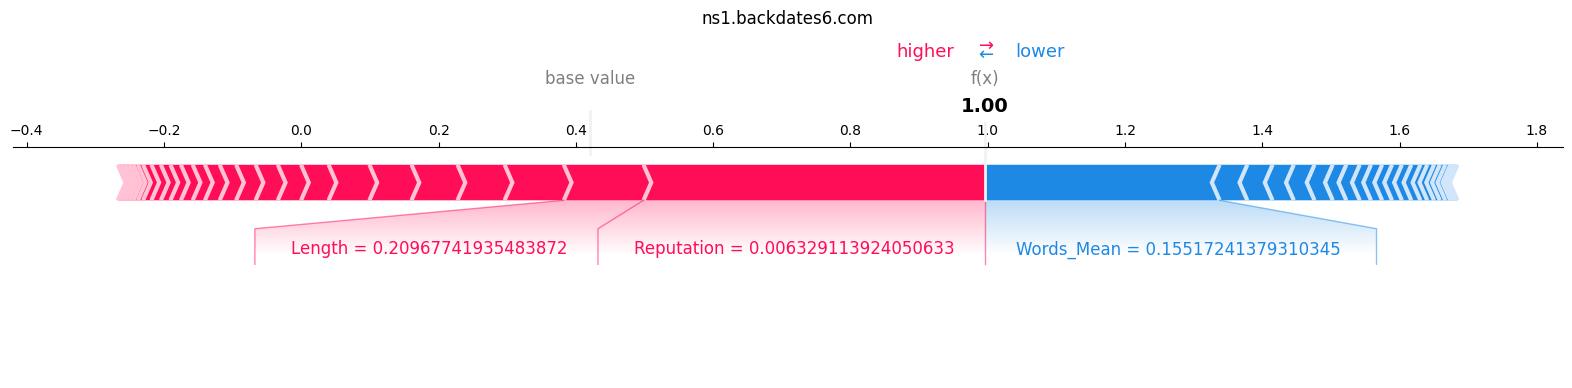 ns1.backdates6.com
higher → ← lower
base value f(x)
1.00
−0.4 −0.2 0.0 0.2 0.4 0.6 0.8 1.0 1.2 1.4 1.6 1.8
Length = 0.20967741935483872 Reputation = 0.006329113924050633 Words_Mean = 0.15517241379310345